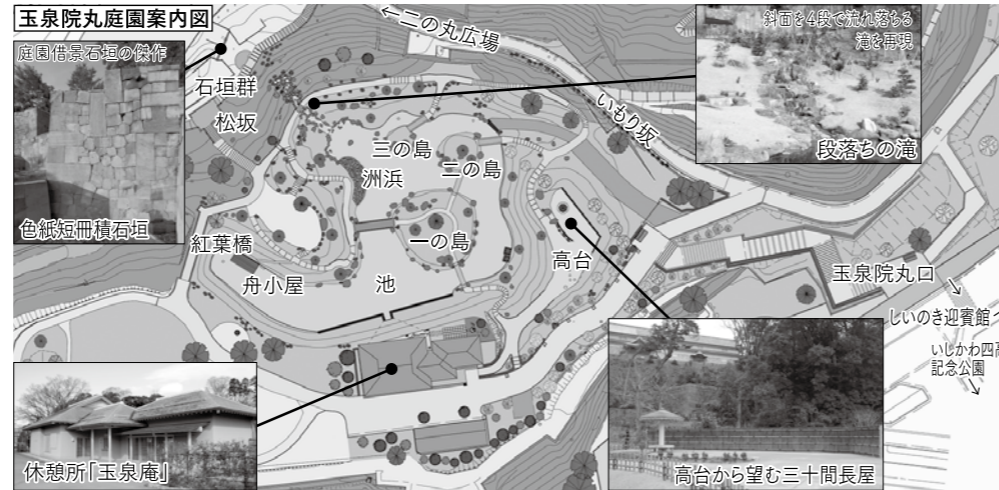 玉泉院丸庭園案内図
庭園借景石垣の傑作
色紙短冊積石垣
石垣群
松坂
←二の丸広場
いもり坂
斜面を4段で流れ落ちる
滝を再現
段落ちの滝
三の島
洲浜
二の島
一の島
紅葉橋
舟小屋
池
高台
玉泉院丸口
しいのき迎賓館へ
いしかわ四高
記念公園
休憩所「玉泉庵」
高台から望む三十間長屋